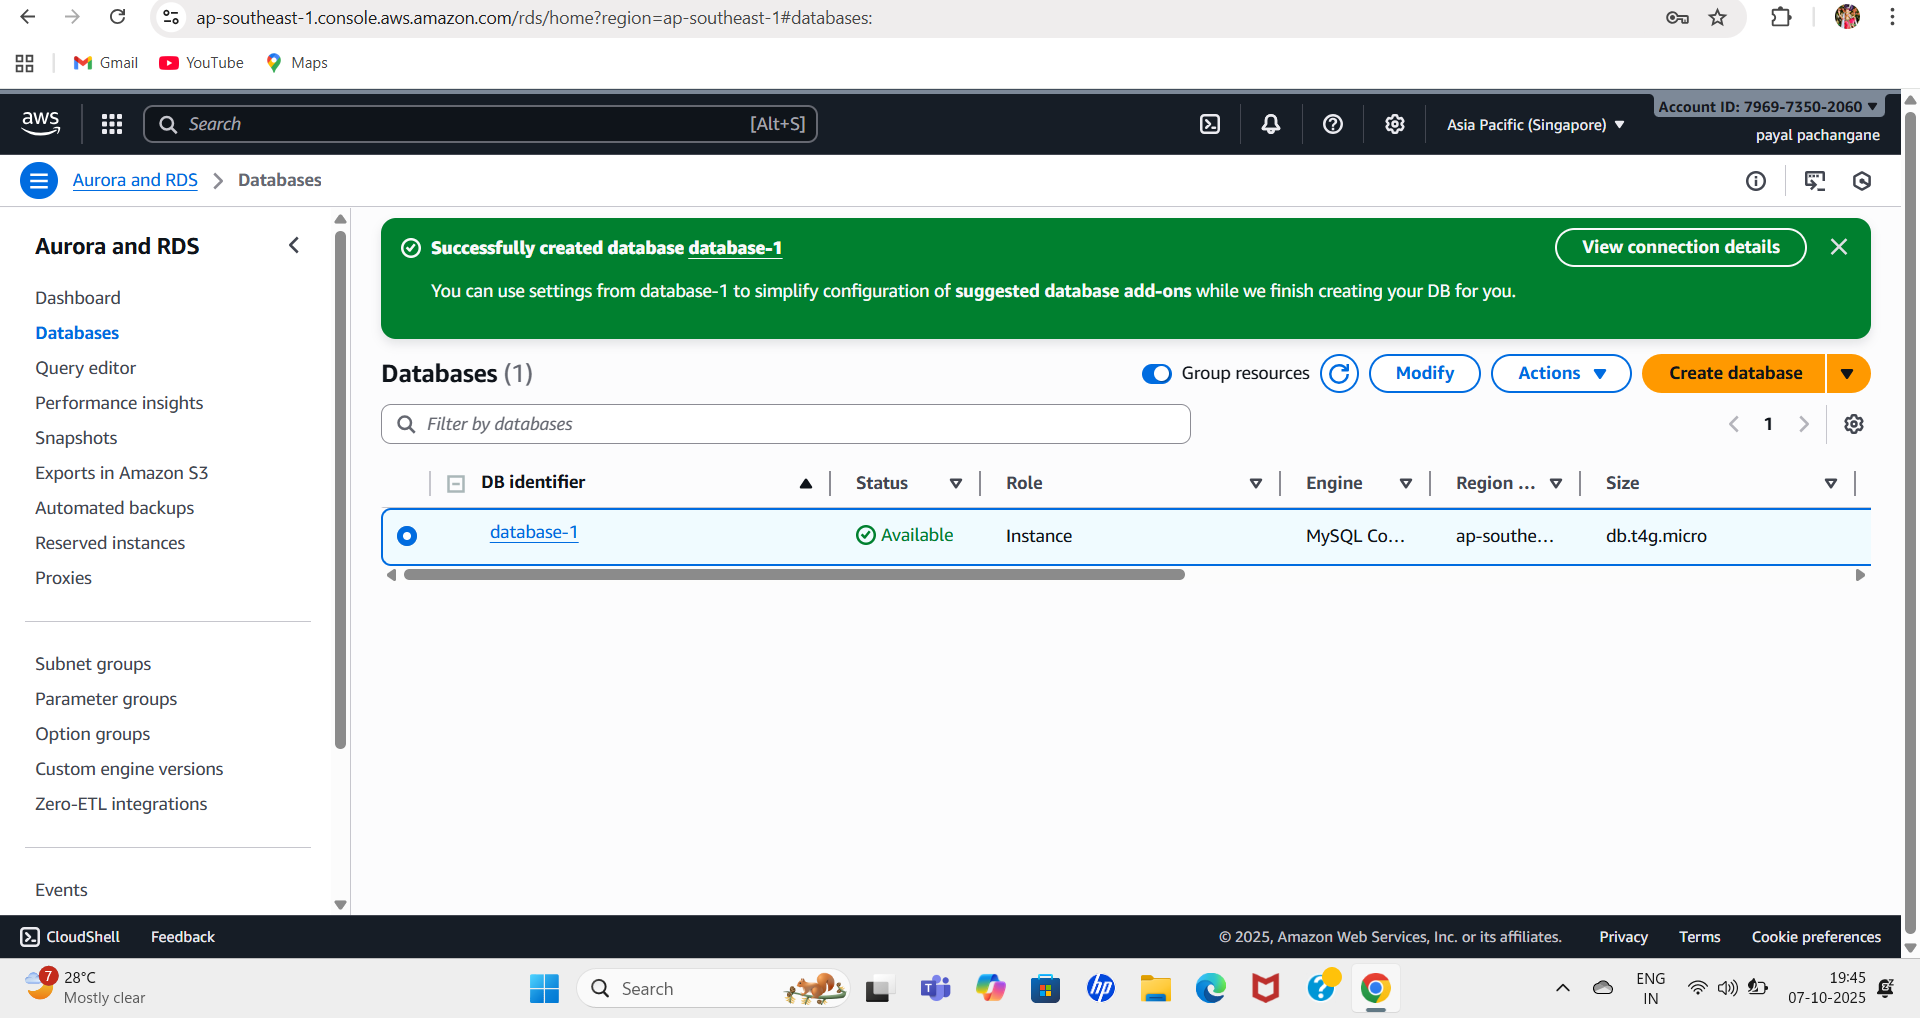 ap-southeast-1.console.aws.amazon.com/rds/home?region=ap-southeast-1#databases:
Gmail YouTube Maps
aws Search [Alt+S] Asia Pacific (Singapore) Account ID: 7969-7350-2060
payal pachangane
Aurora and RDS Databases
Aurora and RDS
Dashboard
Databases
Query editor
Performance insights
Snapshots
Exports in Amazon S3
Automated backups
Reserved instances
Proxies
Subnet groups
Parameter groups
Option groups
Custom engine versions
Zero-ETL integrations
Events
Successfully created database database-1 View connection details
You can use settings from database-1 to simplify configuration of suggested database add-ons while we finish creating your DB for you.
Databases (1) Group resources Modify Actions Create database
Filter by databases 1
DB identifier Status Role Engine Region ... Size
database-1 Available Instance MySQL Co... ap-southe... db.t4g.micro
CloudShell Feedback © 2025, Amazon Web Services, Inc. or its affiliates. Privacy Terms Cookie preferences
7 28°C
Mostly clear
Search
ENG
IN
19:45
07-10-2025